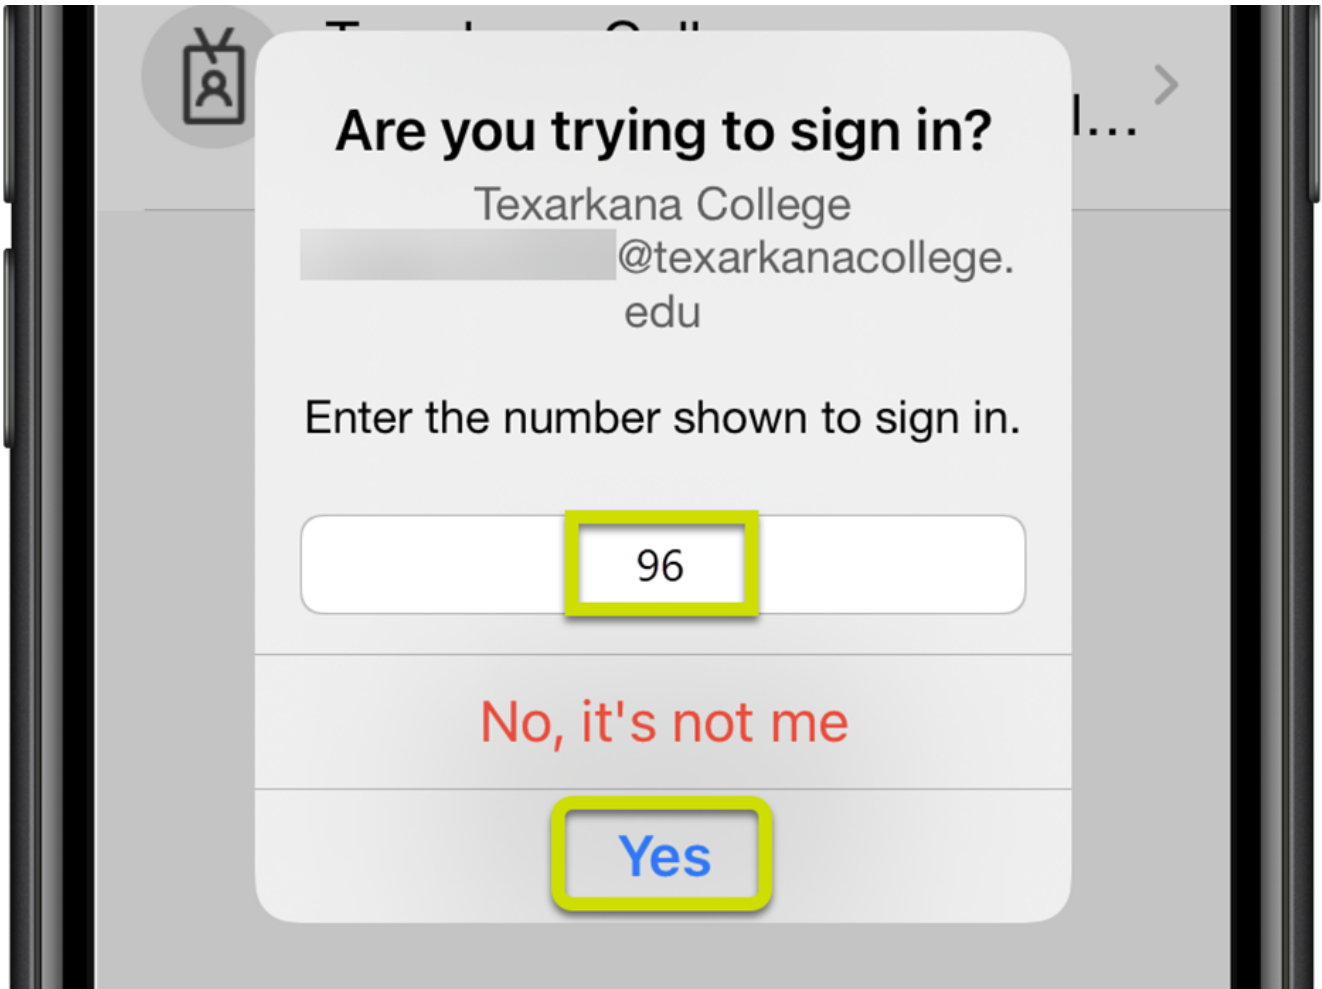 Are you trying to sign in?
Texarkana College
@texarkanacollege.
edu
Enter the number shown to sign in.
96
No, it's not me
Yes